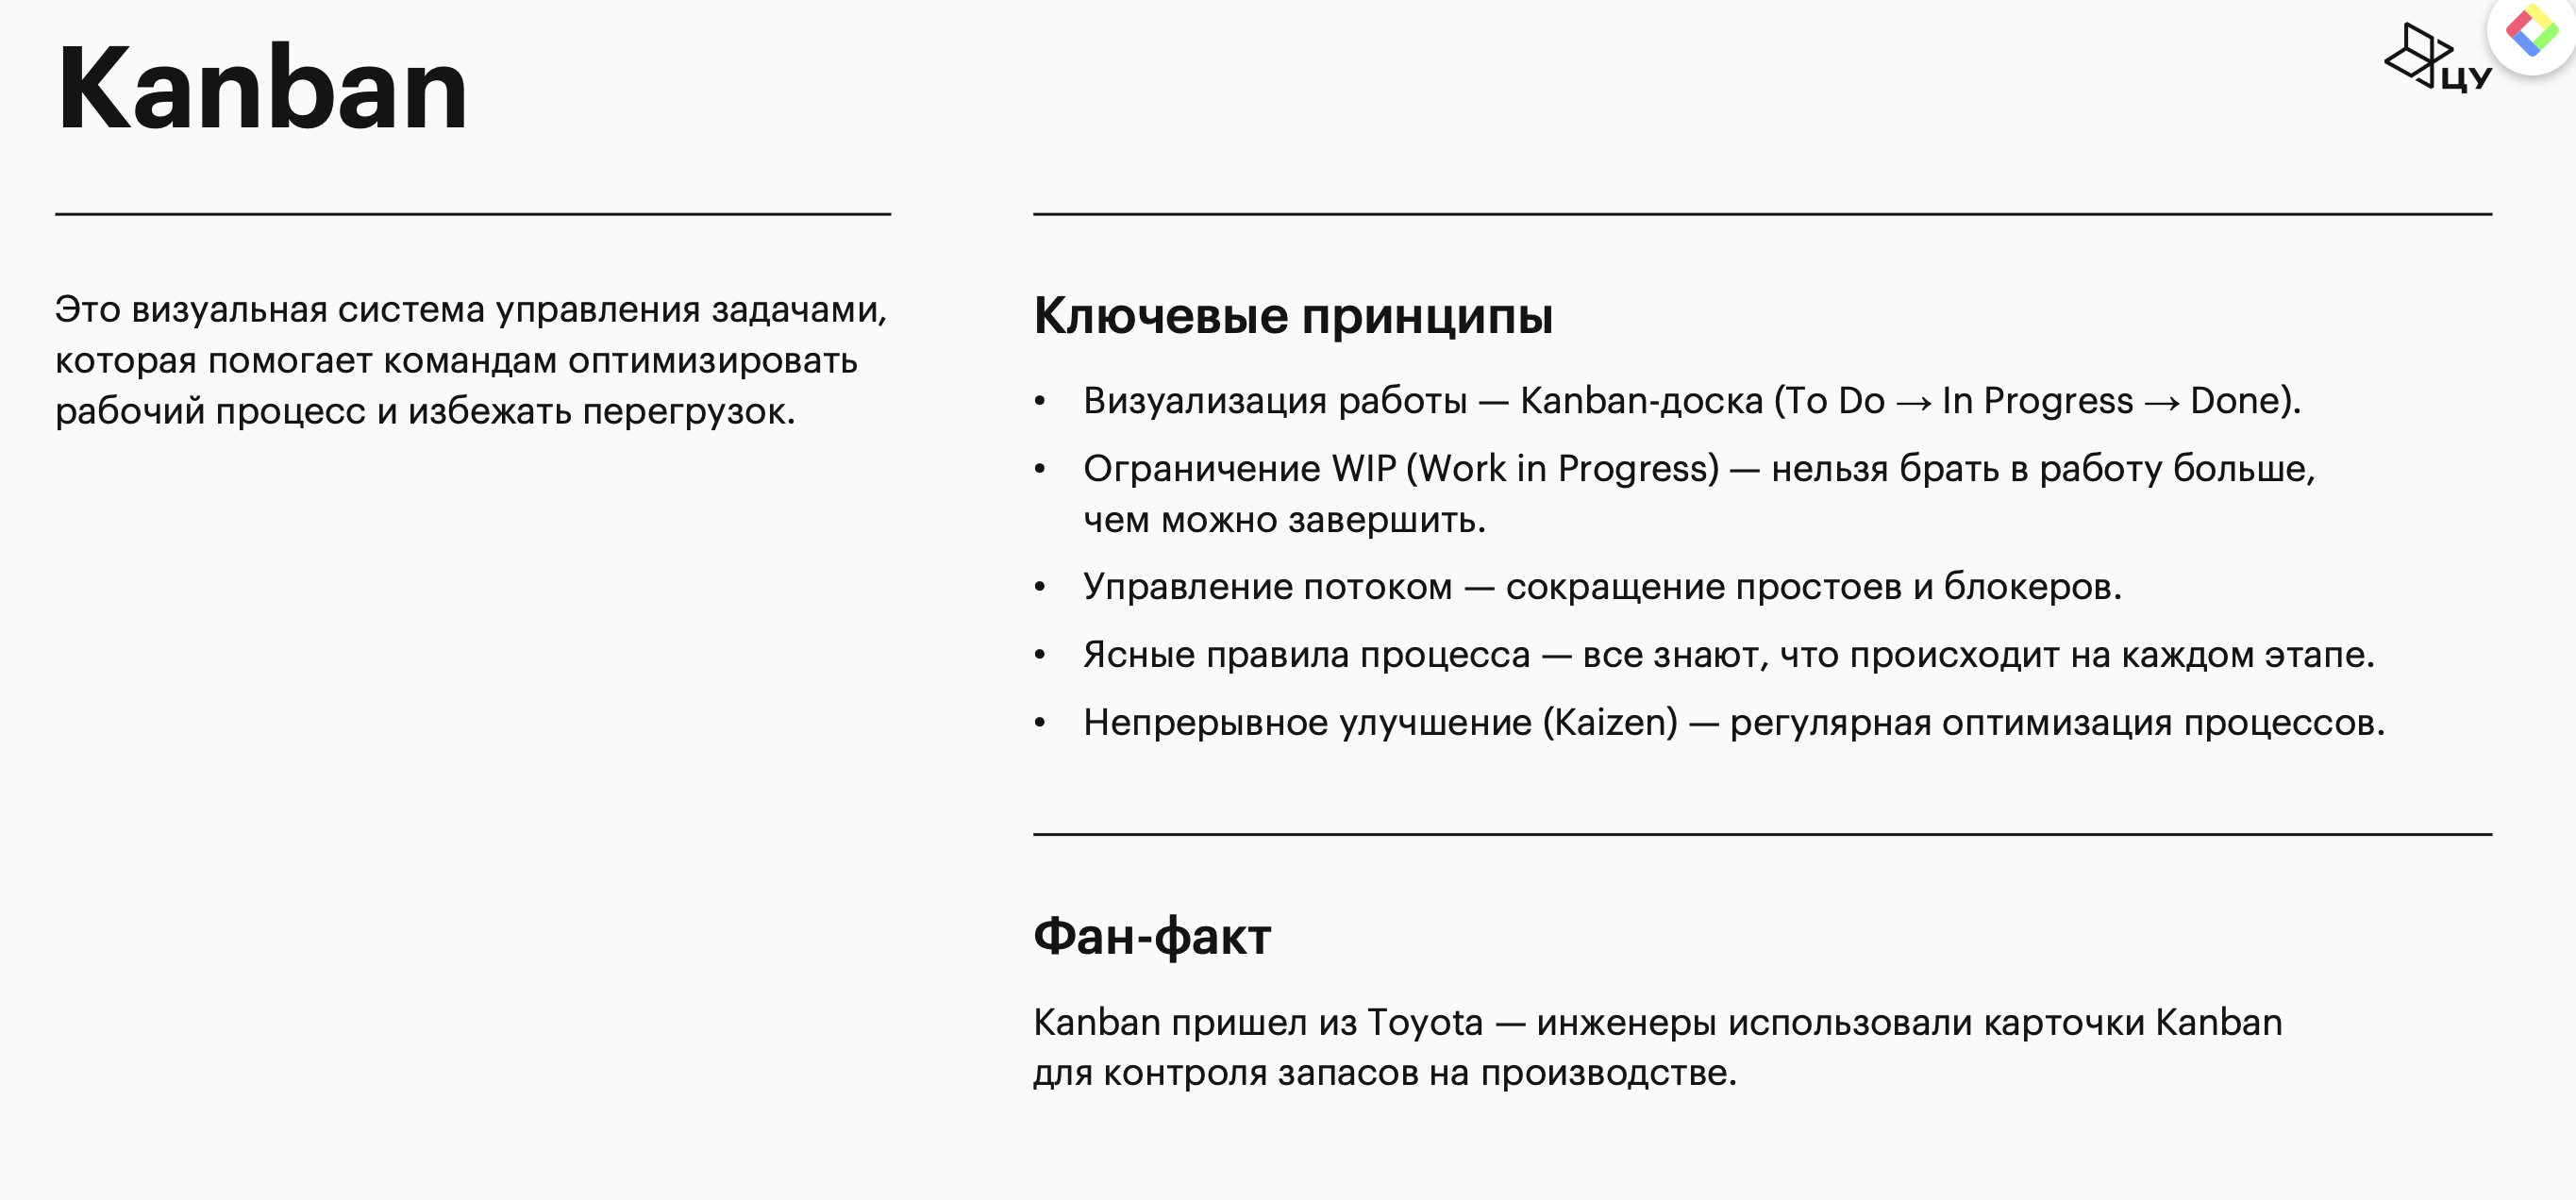 Kanban
ЦУ
Это визуальная система управления задачами,
которая помогает командам оптимизировать
рабочий процесс и избежать перегрузок.
Ключевые принципы
• Визуализация работы — Kanban-доска (To Do → In Progress → Done).
• Ограничение WIP (Work in Progress) — нельзя брать в работу больше,
чем можно завершить.
• Управление потоком — сокращение простоев и блокеров.
• Ясные правила процесса — все знают, что происходит на каждом этапе.
• Непрерывное улучшение (Kaizen) — регулярная оптимизация процессов.
Фан-факт
Kanban пришел из Toyota — инженеры использовали карточки Kanban
для контроля запасов на производстве.